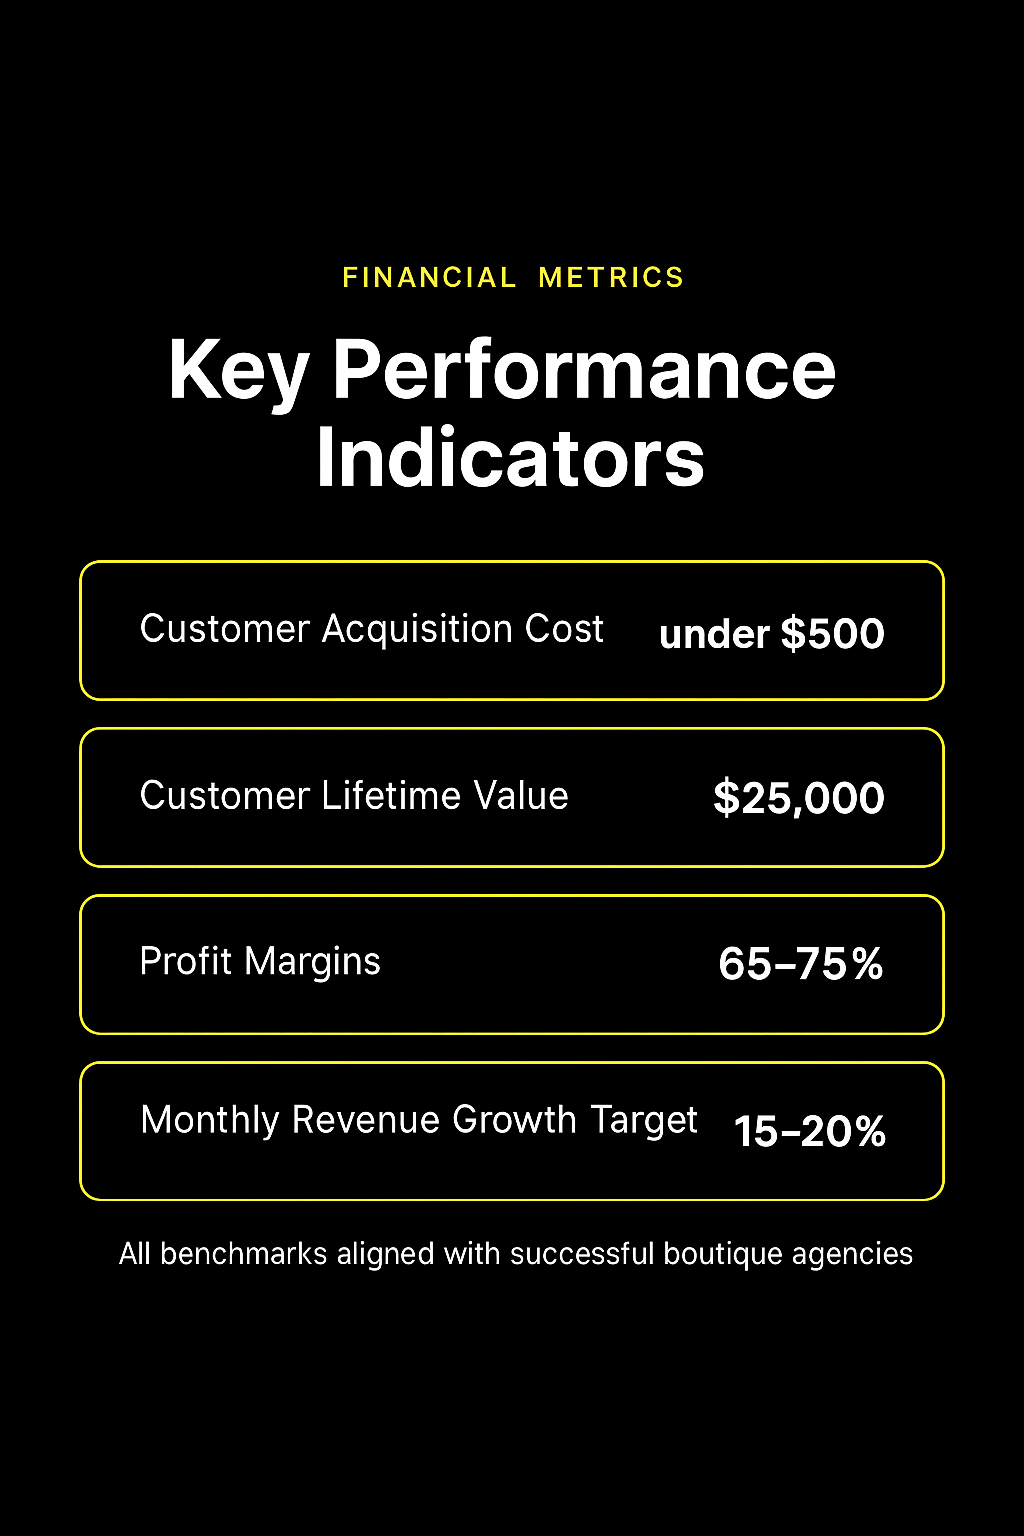 FINANCIAL METRICS
Key Performance
Indicators
Customer Acquisition Cost under $500
Customer Lifetime Value $25,000
Profit Margins 65–75%
Monthly Revenue Growth Target 15–20%
All benchmarks aligned with successful boutique agencies